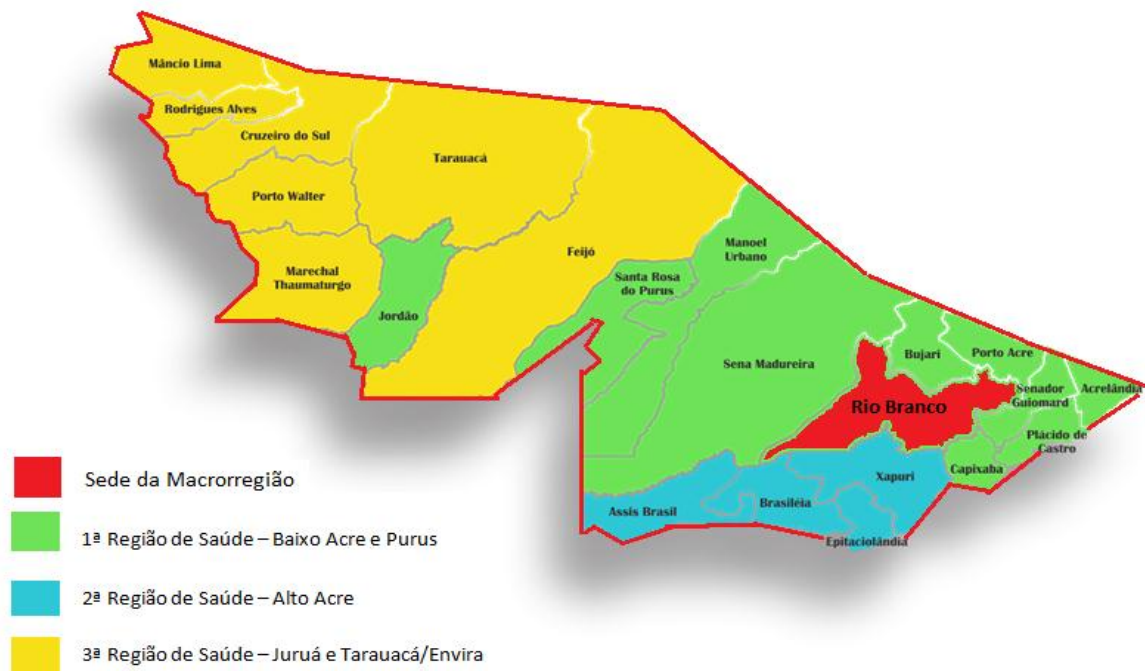 Mâncio Lima
Rodrigues Alves
Cruzeiro do Sul
Tarauacá
Porto Walter
Feijó
Manoel
Urbano
Marechal
Thaumaturgo
Santa Rosa
do Purus
Jordão
Sena Madureira
Bujari
Porto Acre
Senador
Guiomard
Acrelândia
Rio Branco
Plácido de
Castro
Capixaba
Xapuri
Brasiléia
Assis Brasil
Epitaciolândia
Sede da Macrorregião
1ª Região de Saúde – Baixo Acre e Purus
2ª Região de Saúde – Alto Acre
3ª Região de Saúde – Juruá e Tarauacá/Envira